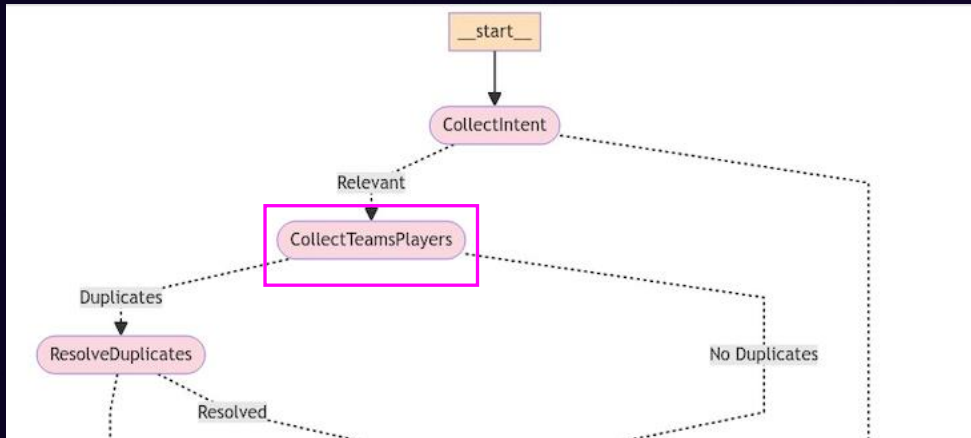 __start__
CollectIntent
Relevant
CollectTeamsPlayers
Duplicates
ResolveDuplicates
No Duplicates
Resolved